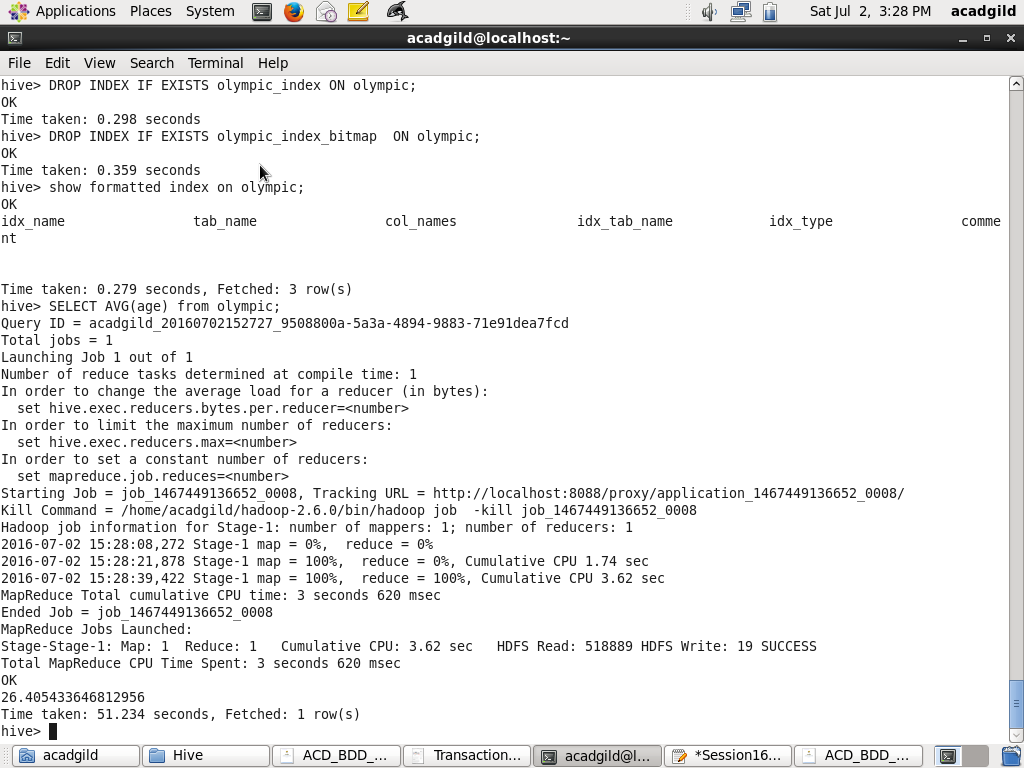 Applications Places System Sat Jul 2, 3:28 PM acadgild
acadgild@localhost:~
File Edit View Search Terminal Help
hive> DROP INDEX IF EXISTS olympic_index ON olympic;
OK
Time taken: 0.298 seconds
hive> DROP INDEX IF EXISTS olympic_index_bitmap  ON olympic;
OK
Time taken: 0.359 seconds
hive> show formatted index on olympic;
OK
idx_name                tab_name                col_names               idx_tab_name            idx_type                comme
nt
Time taken: 0.279 seconds, Fetched: 3 row(s)
hive> SELECT AVG(age) from olympic;
Query ID = acadgild_20160702152727_9508800a-5a3a-4894-9883-71e91dea7fcd
Total jobs = 1
Launching Job 1 out of 1
Number of reduce tasks determined at compile time: 1
In order to change the average load for a reducer (in bytes):
  set hive.exec.reducers.bytes.per.reducer=<number>
In order to limit the maximum number of reducers:
  set hive.exec.reducers.max=<number>
In order to set a constant number of reducers:
  set mapreduce.job.reduces=<number>
Starting Job = job_1467449136652_0008, Tracking URL = http://localhost:8088/proxy/application_1467449136652_0008/
Kill Command = /home/acadgild/hadoop-2.6.0/bin/hadoop job  -kill job_1467449136652_0008
Hadoop job information for Stage-1: number of mappers: 1; number of reducers: 1
2016-07-02 15:28:08,272 Stage-1 map = 0%,  reduce = 0%
2016-07-02 15:28:21,878 Stage-1 map = 100%,  reduce = 0%, Cumulative CPU 1.74 sec
2016-07-02 15:28:39,422 Stage-1 map = 100%,  reduce = 100%, Cumulative CPU 3.62 sec
MapReduce Total cumulative CPU time: 3 seconds 620 msec
Ended Job = job_1467449136652_0008
MapReduce Jobs Launched:
Stage-Stage-1: Map: 1  Reduce: 1   Cumulative CPU: 3.62 sec   HDFS Read: 518889 HDFS Write: 19 SUCCESS
Total MapReduce CPU Time Spent: 3 seconds 620 msec
OK
26.405433646812956
Time taken: 51.234 seconds, Fetched: 1 row(s)
hive>
acadgild Hive ACD_BDD_... Transaction... acadgild@l... *Session16... ACD_BDD_...